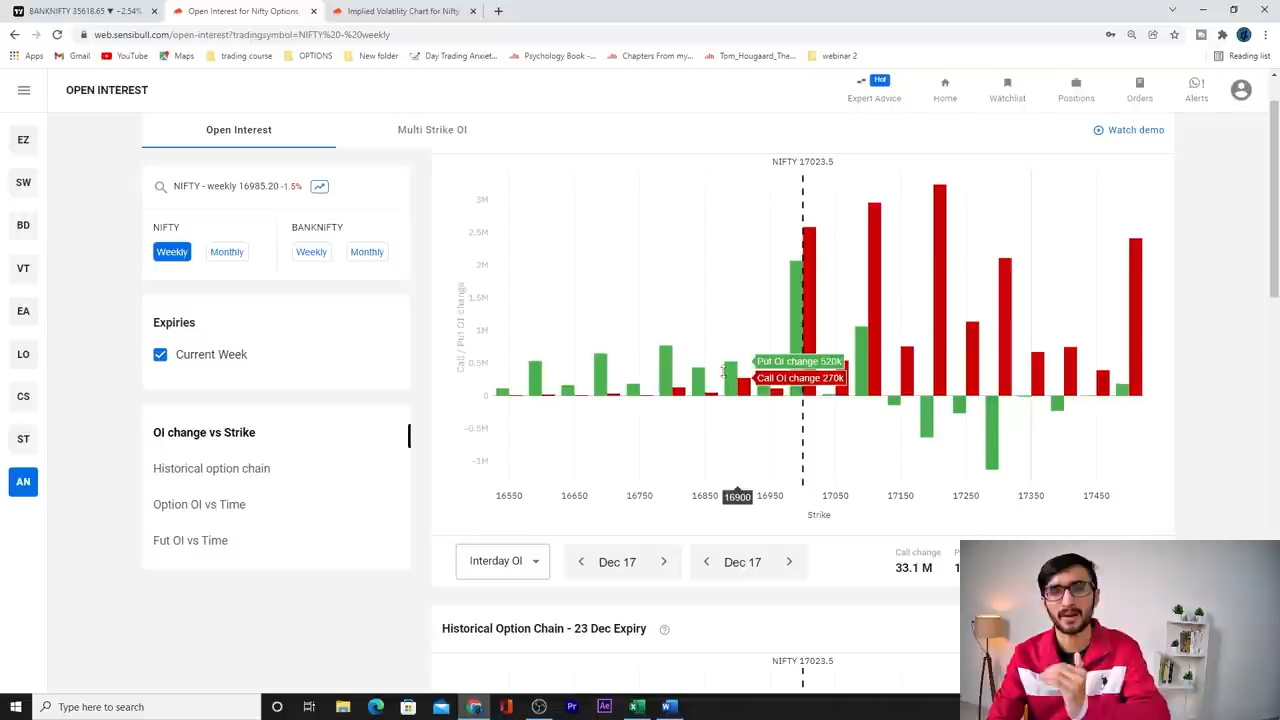 BANKNIFTY 35618.65 ▼ −2.54%
Open Interest for Nifty Options,
Implied Volatility Chart for Nifty
web.sensibull.com/open-interest?tradingsymbol=NIFTY%20-%20weekly
Apps
Gmail
YouTube
Maps
trading course
OPTIONS
Day Trading Anxiet...
Psychology Book -...
Chapters From my...
Tom_Hougaard_The...
webinar 2
Reading list
OPEN INTEREST
Hot
Expert Advice
Home
Watchlist
Positions
Orders
Alerts
EZ
SW
BD
VT
EA
LO
CS
ST
AN
Open Interest
Multi Strike OI
Watch demo
NIFTY - weekly 16985.20 -1.5%
NIFTY
BANKNIFTY
Weekly
Monthly
Weekly
Monthly
Expiries
Current Week
OI change vs Strike
Historical option chain
Option OI vs Time
Fut OI vs Time
NIFTY 17023.5
Call / Put OI change
3M
2.5M
2M
1.5M
1M
0.5M
0
-0.5M
-1M
Put OI change 520k
Call OI change 270k
16550
16650
16750
16850
16900
16950
17050
17150
17250
17350
17450
Strike
Interday OI
Dec 17
Dec 17
Call change
33.1 M
Historical Option Chain - 23 Dec Expiry
NIFTY 17023.5
Type here to search